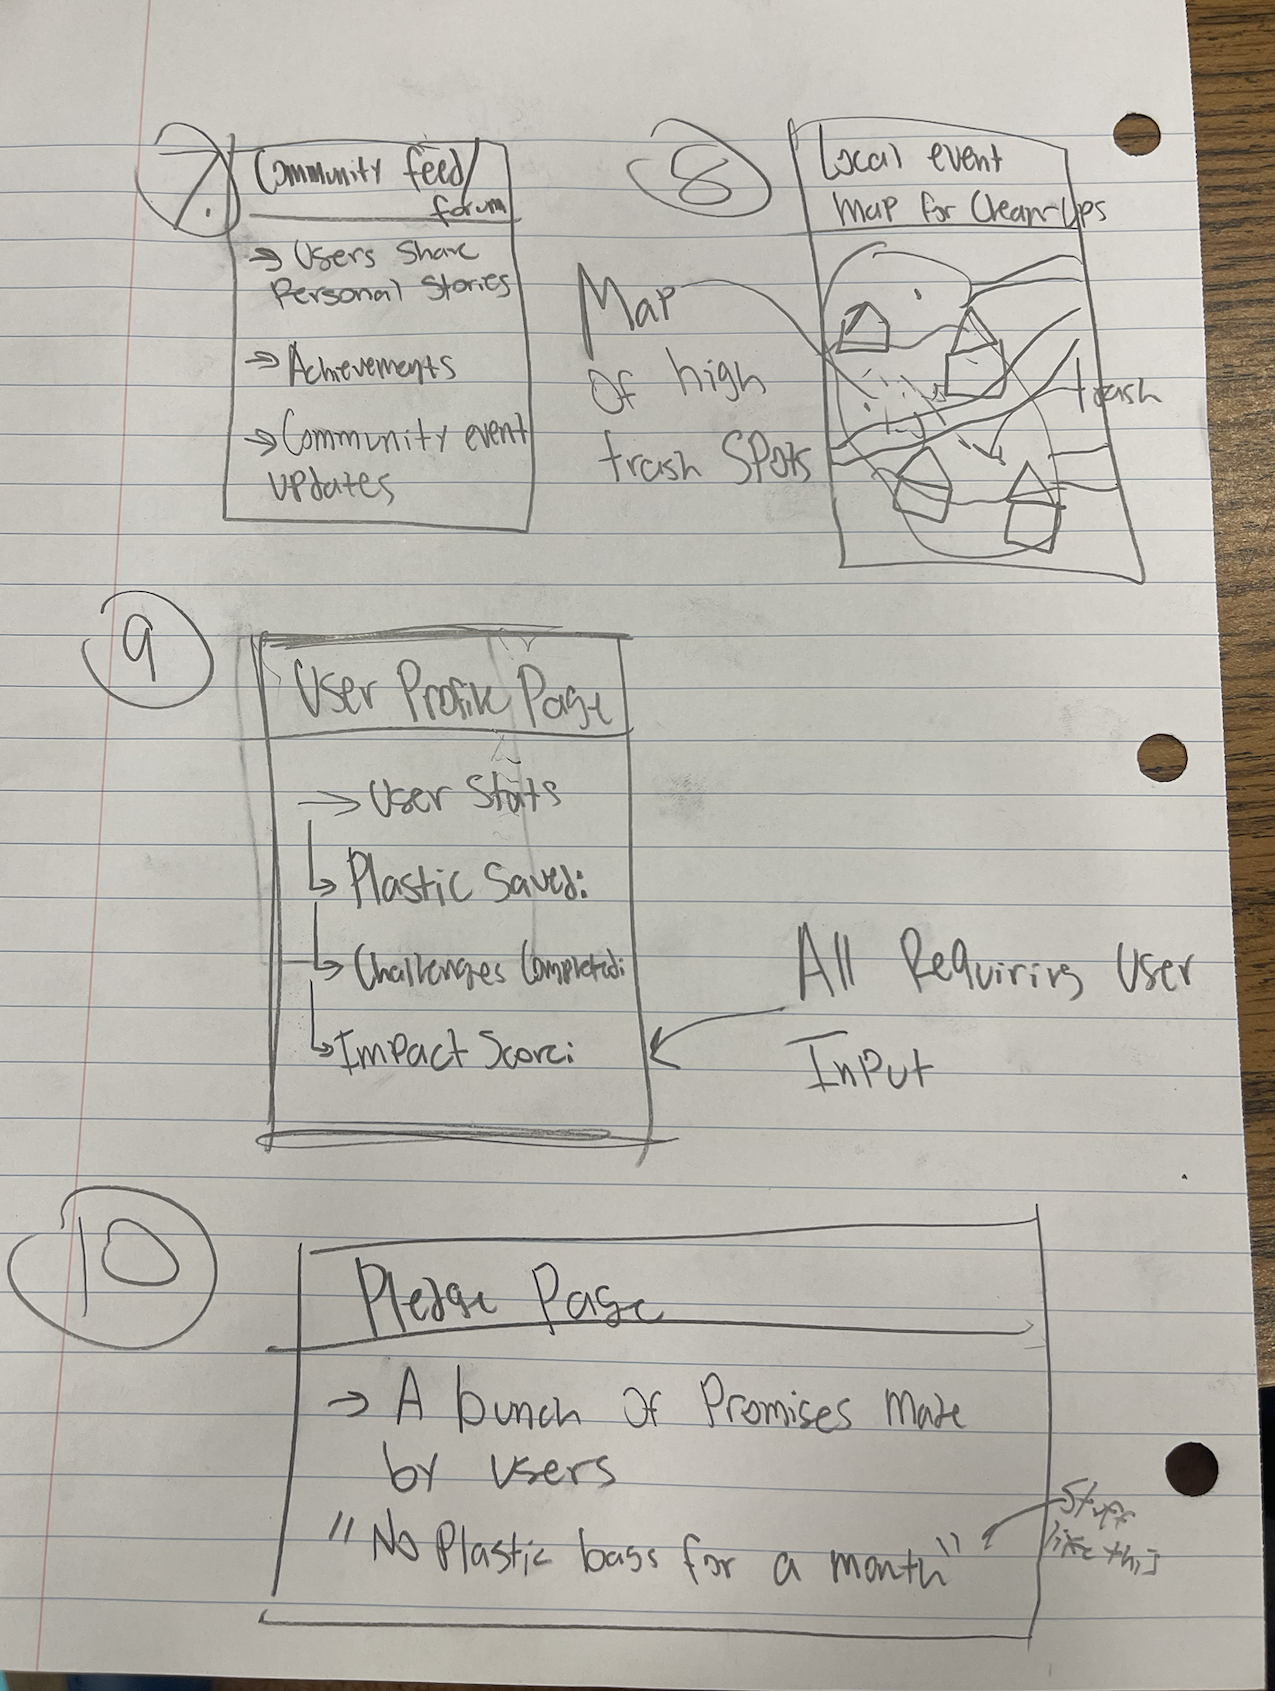 7.
Community feed/
forum
→ Users Share
Personal Stories
→ Achievements
→ Community event
updates
8
Local event
Map for Clean-Ups
Map
Of high
trash Spots
trash
9
User Profile Page
→ User Stats
↳ Plastic Saved:
↳ Challenges Completed:
↳ Impact Score:
All Requiring User
Input
10
Pledge Page
→ A bunch Of Promises Made
by users
"No Plastic bags for a month"
Stuff
like this